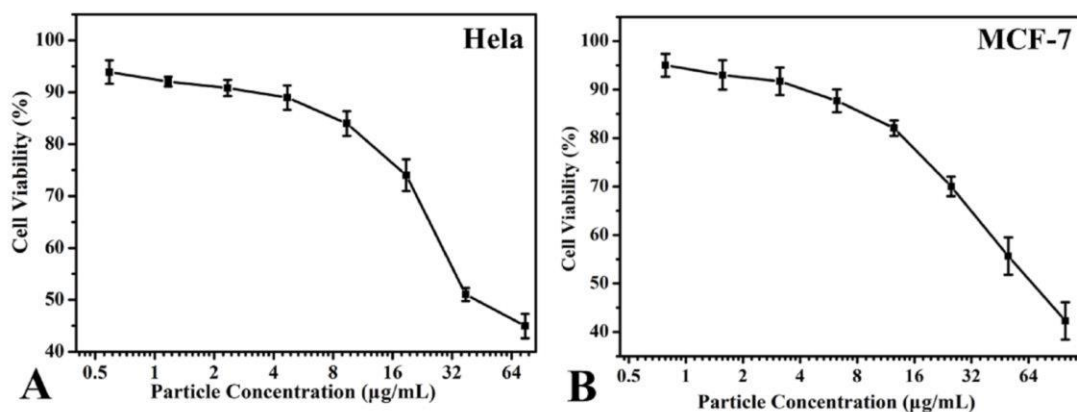 Hela
Cell Viability (%)
100
90
80
70
60
50
40
0.5 1 2 4 8 16 32 64
Particle Concentration (µg/mL)
A
MCF-7
Cell Viability (%)
100
90
80
70
60
50
40
0.5 1 2 4 8 16 32 64
Particle Concentration (µg/mL)
B